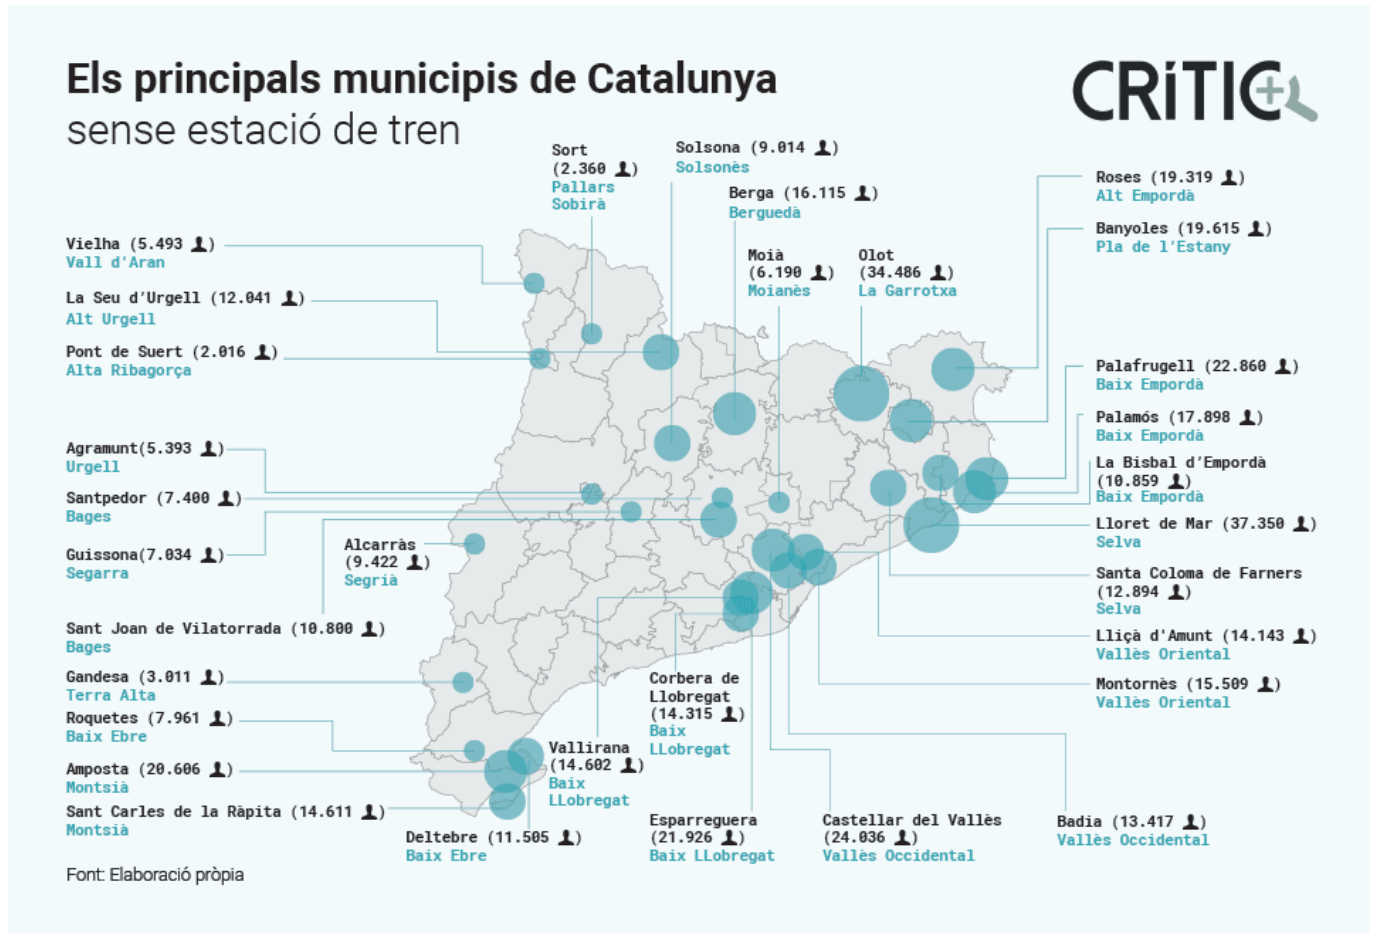 Els principals municipis de Catalunya
sense estació de tren
CRíTIC
Sort
(2.360)
Pallars
Sobirà
Solsona (9.014)
Solsonès
Berga (16.115)
Berguedà
Moià
(6.190)
Moianès
Olot
(34.486)
La Garrotxa
Roses (19.319)
Alt Empordà
Banyoles (19.615)
Pla de l'Estany
Vielha (5.493)
Vall d'Aran
La Seu d'Urgell (12.041)
Alt Urgell
Pont de Suert (2.016)
Alta Ribagorça
Palafrugell (22.860)
Baix Empordà
Palamós (17.898)
Baix Empordà
La Bisbal d'Empordà
(10.859)
Baix Empordà
Agramunt(5.393)
Urgell
Santpedor (7.400)
Bages
Guissona(7.034)
Segarra
Alcarràs
(9.422)
Segrià
Lloret de Mar (37.350)
Selva
Santa Coloma de Farners
(12.894)
Selva
Sant Joan de Vilatorrada (10.800)
Bages
Lliçà d'Amunt (14.143)
Vallès Oriental
Gandesa (3.011)
Terra Alta
Montornès (15.509)
Vallès Oriental
Roquetes (7.961)
Baix Ebre
Corbera de
Llobregat
(14.315)
Baix
LLobregat
Amposta (20.606)
Montsià
Vallirana
(14.602)
Baix
LLobregat
Sant Carles de la Ràpita (14.611)
Montsià
Deltebre (11.505)
Baix Ebre
Esparreguera
(21.926)
Baix LLobregat
Castellar del Vallès
(24.036)
Vallès Occidental
Badia (13.417)
Vallès Occidental
Font: Elaboració pròpia